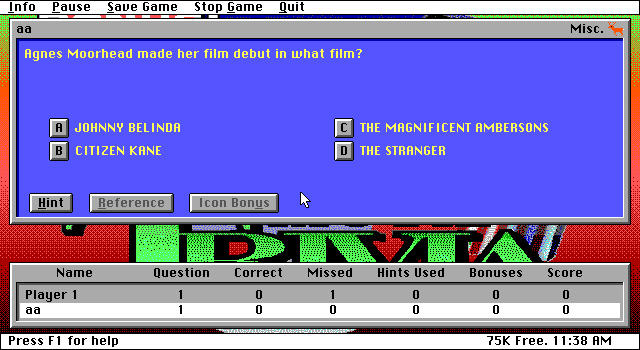 Info Pause Save Game Stop Game Quit
aa Misc.
Agnes Moorhead made her film debut in what film?
A JOHNNY BELINDA C THE MAGNIFICENT AMBERSONS
B CITIZEN KANE D THE STRANGER
Hint Reference Icon Bonus
Name Question Correct Missed Hints Used Bonuses Score
Player 1 1 0 1 0 0 0
aa 1 0 0 0 0 0
Press F1 for help 75K Free. 11:38 AM